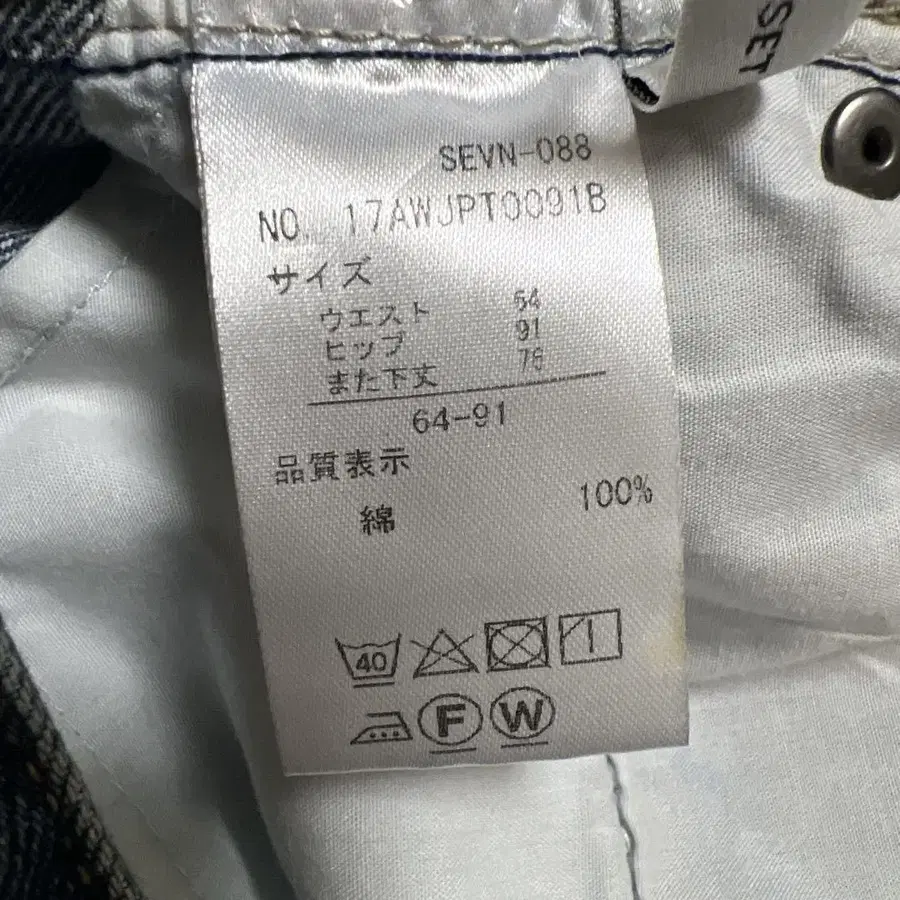 SET
SEVN-088
NO. 17AWJPT0091B
サイズ
ウエスト 64
ヒップ 91
また下丈 76
64-91
品質表示
綿 100%
40
F W